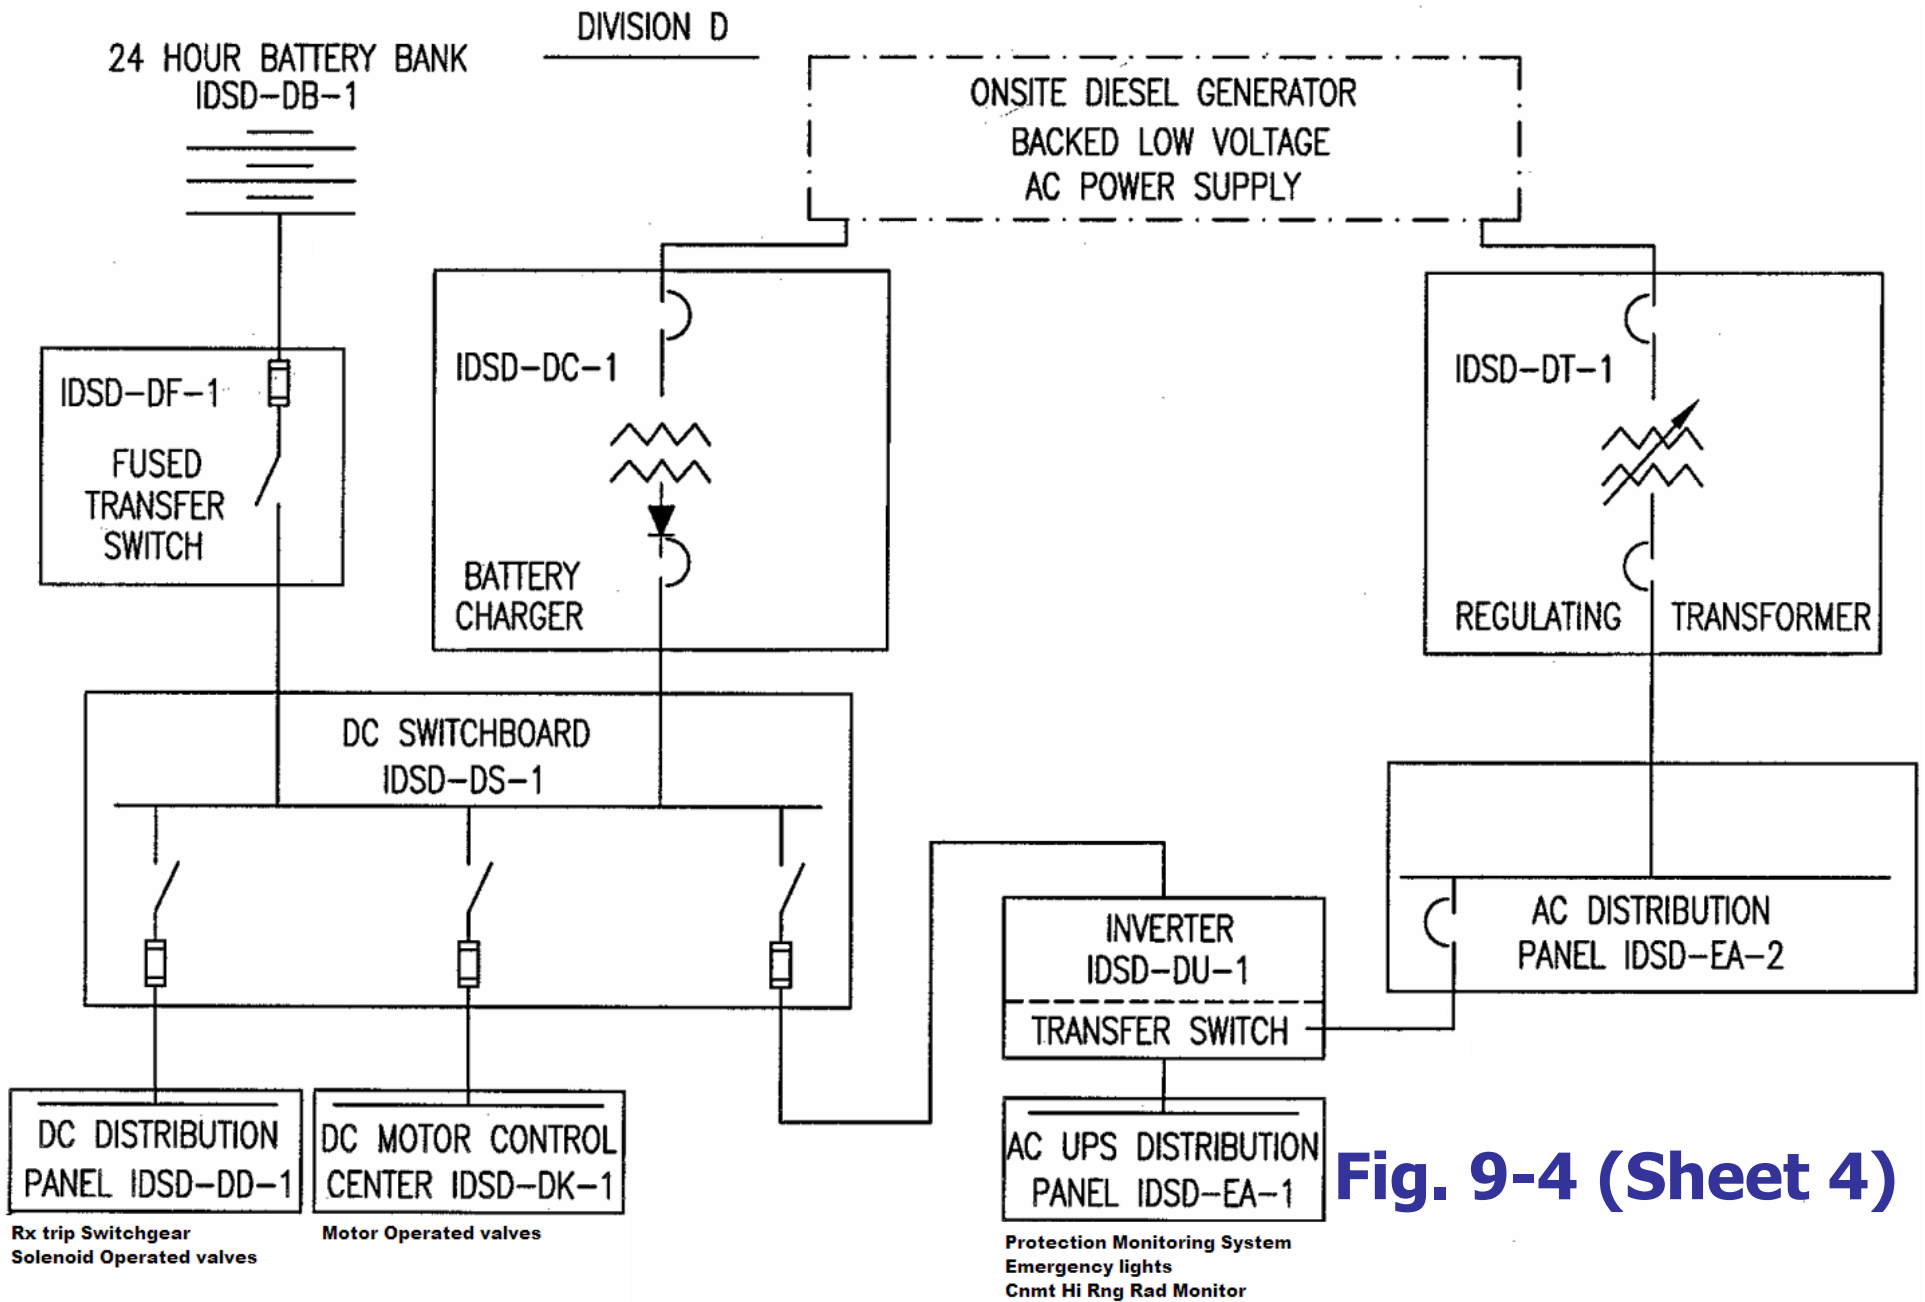 DIVISION D
24 HOUR BATTERY BANK
IDSD-DB-1
ONSITE DIESEL GENERATOR
BACKED LOW VOLTAGE
AC POWER SUPPLY
IDSD-DF-1
FUSED
TRANSFER
SWITCH
IDSD-DC-1
BATTERY
CHARGER
IDSD-DT-1
REGULATING TRANSFORMER
DC SWITCHBOARD
IDSD-DS-1
INVERTER
IDSD-DU-1
TRANSFER SWITCH
AC DISTRIBUTION
PANEL IDSD-EA-2
DC DISTRIBUTION
PANEL IDSD-DD-1
DC MOTOR CONTROL
CENTER IDSD-DK-1
AC UPS DISTRIBUTION
PANEL IDSD-EA-1
Fig. 9-4 (Sheet 4)
Rx trip Switchgear
Solenoid Operated valves
Motor Operated valves
Protection Monitoring System
Emergency lights
Cnmt Hi Rng Rad Monitor